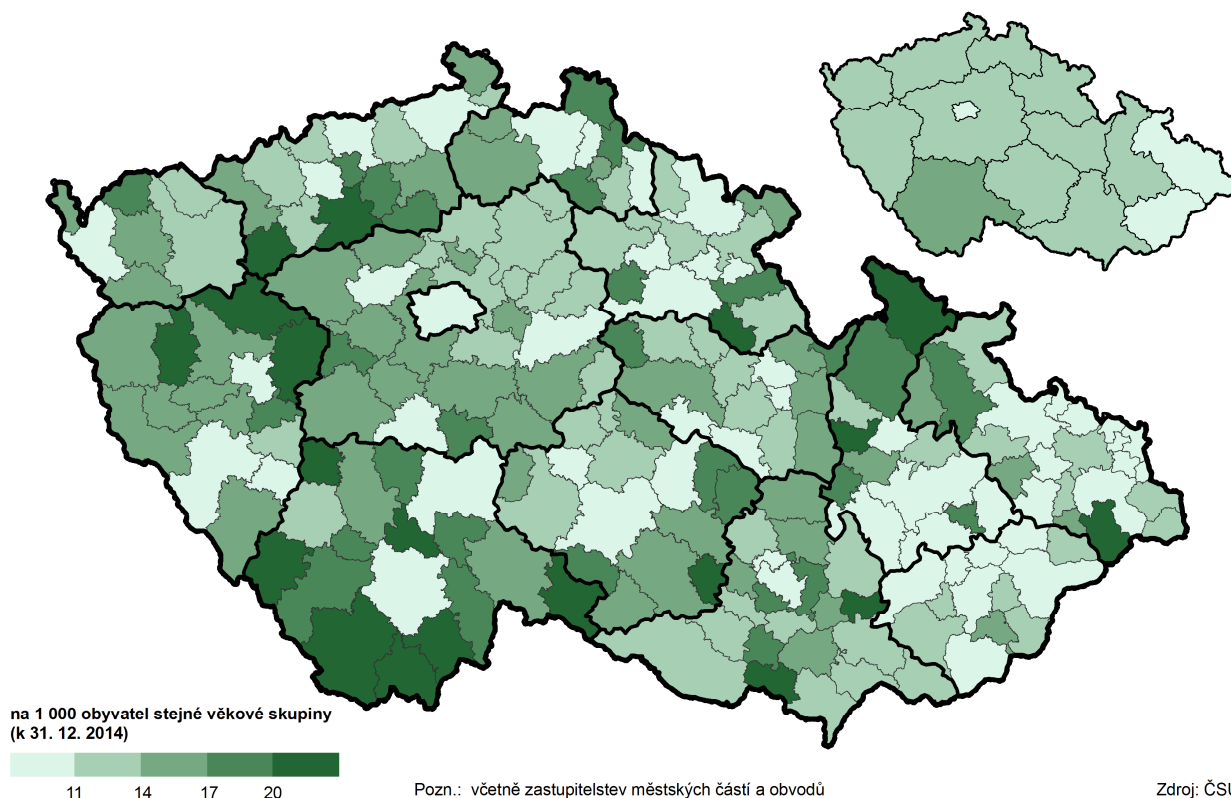 na 1 000 obyvatel stejné věkové skupiny
(k 31. 12. 2014)
11 14 17 20
Pozn.: včetně zastupitelstev městských částí a obvodů
Zdroj: ČS